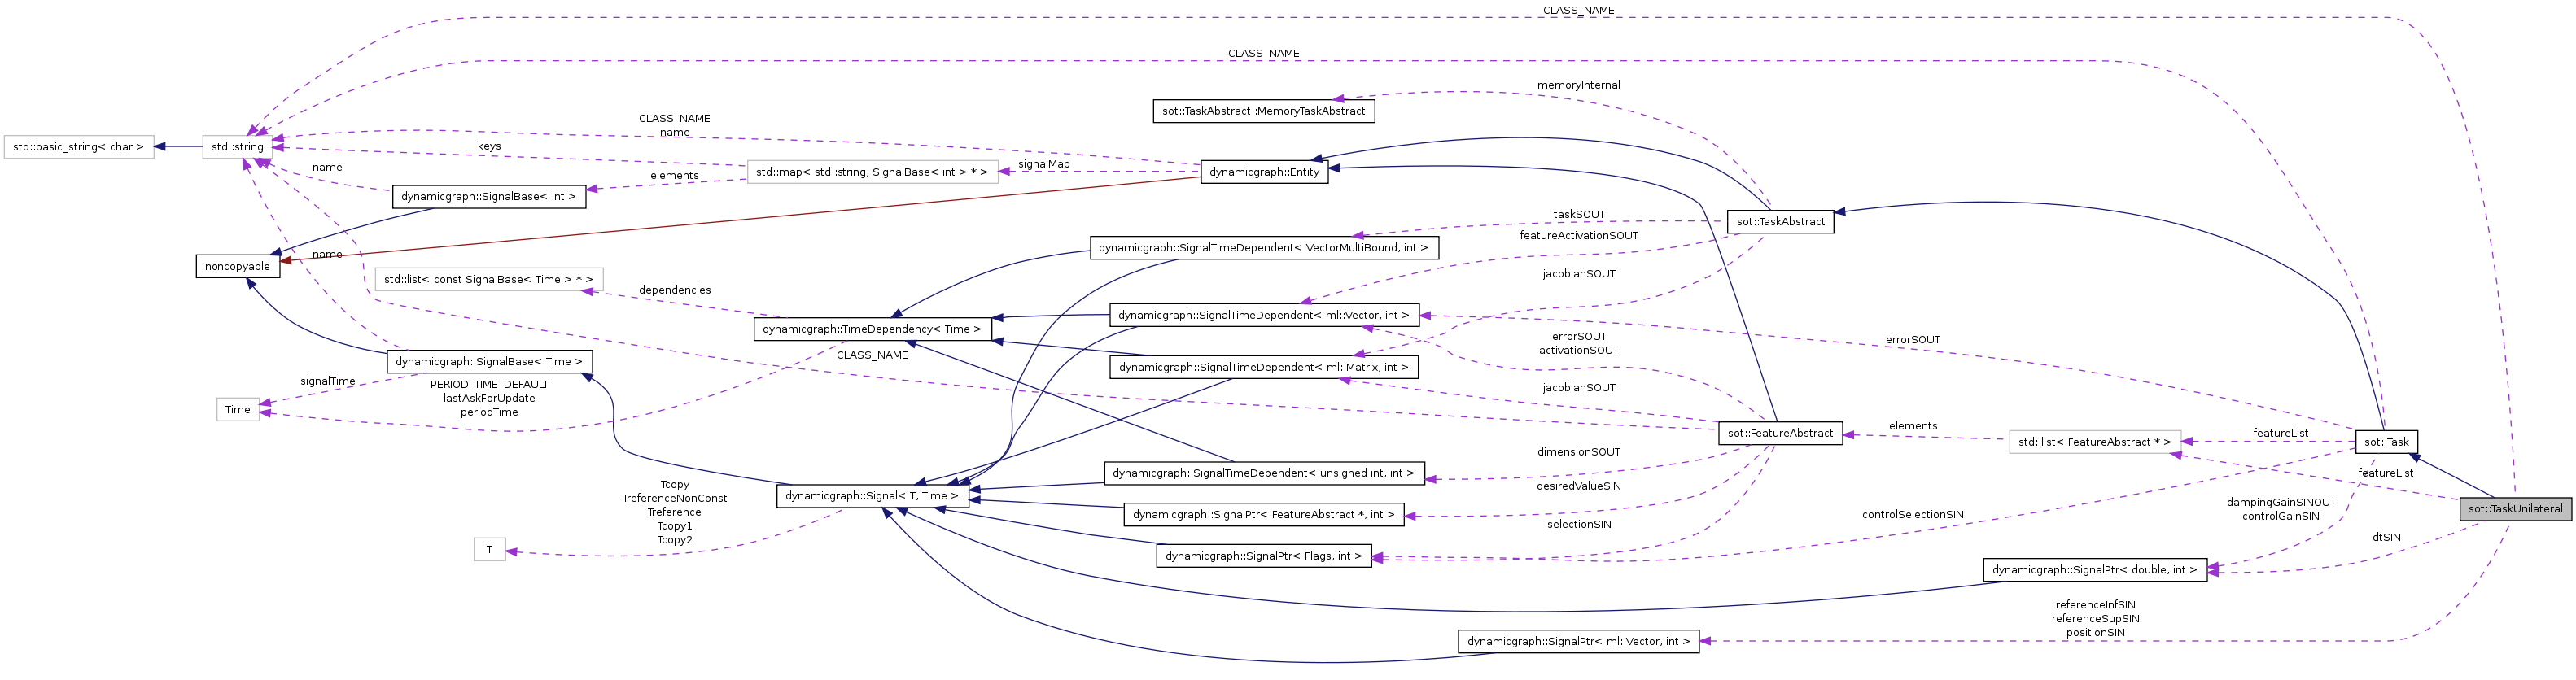 CLASS_NAME
CLASS_NAME
memoryInternal
sot::TaskAbstract::MemoryTaskAbstract
CLASS_NAME
name
std::basic_string< char >
std::string
keys
signalMap
name
elements
std::map< std::string, SignalBase< int > * >
dynamicgraph::Entity
dynamicgraph::SignalBase< int >
taskSOUT
sot::TaskAbstract
featureActivationSOUT
dynamicgraph::SignalTimeDependent< VectorMultiBound, int >
name
noncopyable
std::list< const SignalBase< Time > * >
jacobianSOUT
dependencies
dynamicgraph::SignalTimeDependent< ml::Vector, int >
dynamicgraph::TimeDependency< Time >
errorSOUT
activationSOUT
errorSOUT
CLASS_NAME
dynamicgraph::SignalBase< Time >
dynamicgraph::SignalTimeDependent< ml::Matrix, int >
signalTime
PERIOD_TIME_DEFAULT
lastAskForUpdate
periodTime
jacobianSOUT
Time
elements
sot::FeatureAbstract
featureList
std::list< FeatureAbstract * >
sot::Task
dimensionSOUT
dynamicgraph::SignalTimeDependent< unsigned int, int >
featureList
Tcopy
TreferenceNonConst
Treference
Tcopy1
Tcopy2
dynamicgraph::Signal< T, Time >
desiredValueSIN
dampingGainSINOUT
controlGainSIN
sot::TaskUnilateral
dynamicgraph::SignalPtr< FeatureAbstract *, int >
controlSelectionSIN
selectionSIN
dtSIN
T
dynamicgraph::SignalPtr< Flags, int >
dynamicgraph::SignalPtr< double, int >
referenceInfSIN
referenceSupSIN
positionSIN
dynamicgraph::SignalPtr< ml::Vector, int >